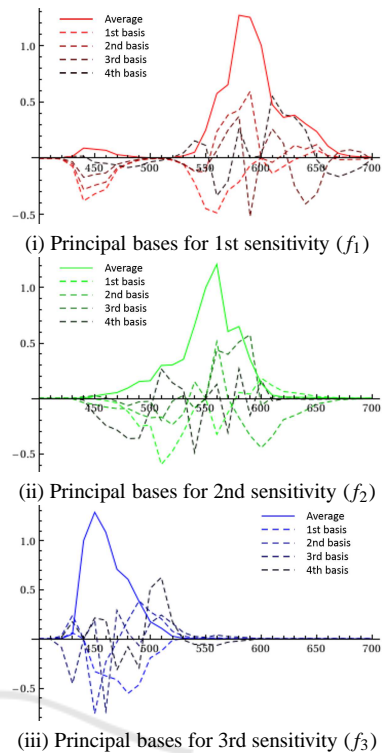 1.0
0.5
-0.5
Average
1st basis
2nd basis
3rd basis
4th basis
450 500 550 600 650 700
(i) Principal bases for 1st sensitivity (f1)
1.0
0.5
-0.5
Average
1st basis
2nd basis
3rd basis
4th basis
450 500 550 600 650 700
(ii) Principal bases for 2nd sensitivity (f2)
1.0
0.5
-0.5
Average
1st basis
2nd basis
3rd basis
4th basis
450 500 550 600 650 700
(iii) Principal bases for 3rd sensitivity (f3)